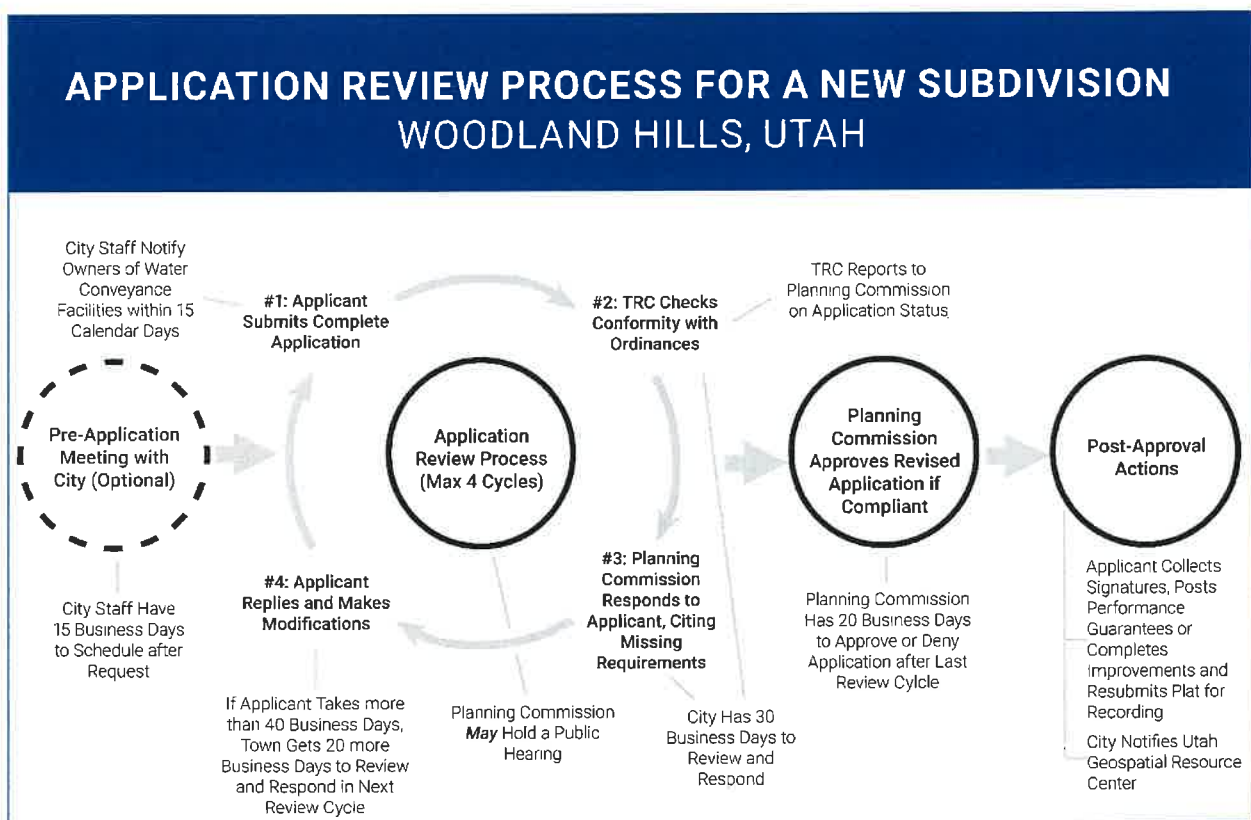 APPLICATION REVIEW PROCESS FOR A NEW SUBDIVISION
WOODLAND HILLS, UTAH
City Staff Notify
Owners of Water
Conveyance
Facilities within 15
Calendar Days
#1: Applicant
Submits Complete
Application
#2: TRC Checks
Conformity with
Ordinances
TRC Reports to
Planning Commission
on Application Status
Pre-Application
Meeting with
City (Optional)
Application
Review Process
(Max 4 Cycles)
Planning
Commission
Approves Revised
Application if
Compliant
Post-Approval
Actions
City Staff Have
15 Business Days
to Schedule after
Request
#4: Applicant
Replies and Makes
Modifications
#3: Planning
Commission
Responds to
Applicant, Citing
Missing
Requirements
Planning Commission
Has 20 Business Days
to Approve or Deny
Application after Last
Review Cylcle
Applicant Collects
Signatures, Posts
Performance
Guarantees or
Completes
Improvements and
Resubmits Plat for
Recording
City Notifies Utah
Geospatial Resource
Center
If Applicant Takes more
than 40 Business Days,
Town Gets 20 more
Business Days to Review
and Respond in Next
Review Cycle
Planning Commission
May Hold a Public
Hearing
City Has 30
Business Days to
Review and
Respond